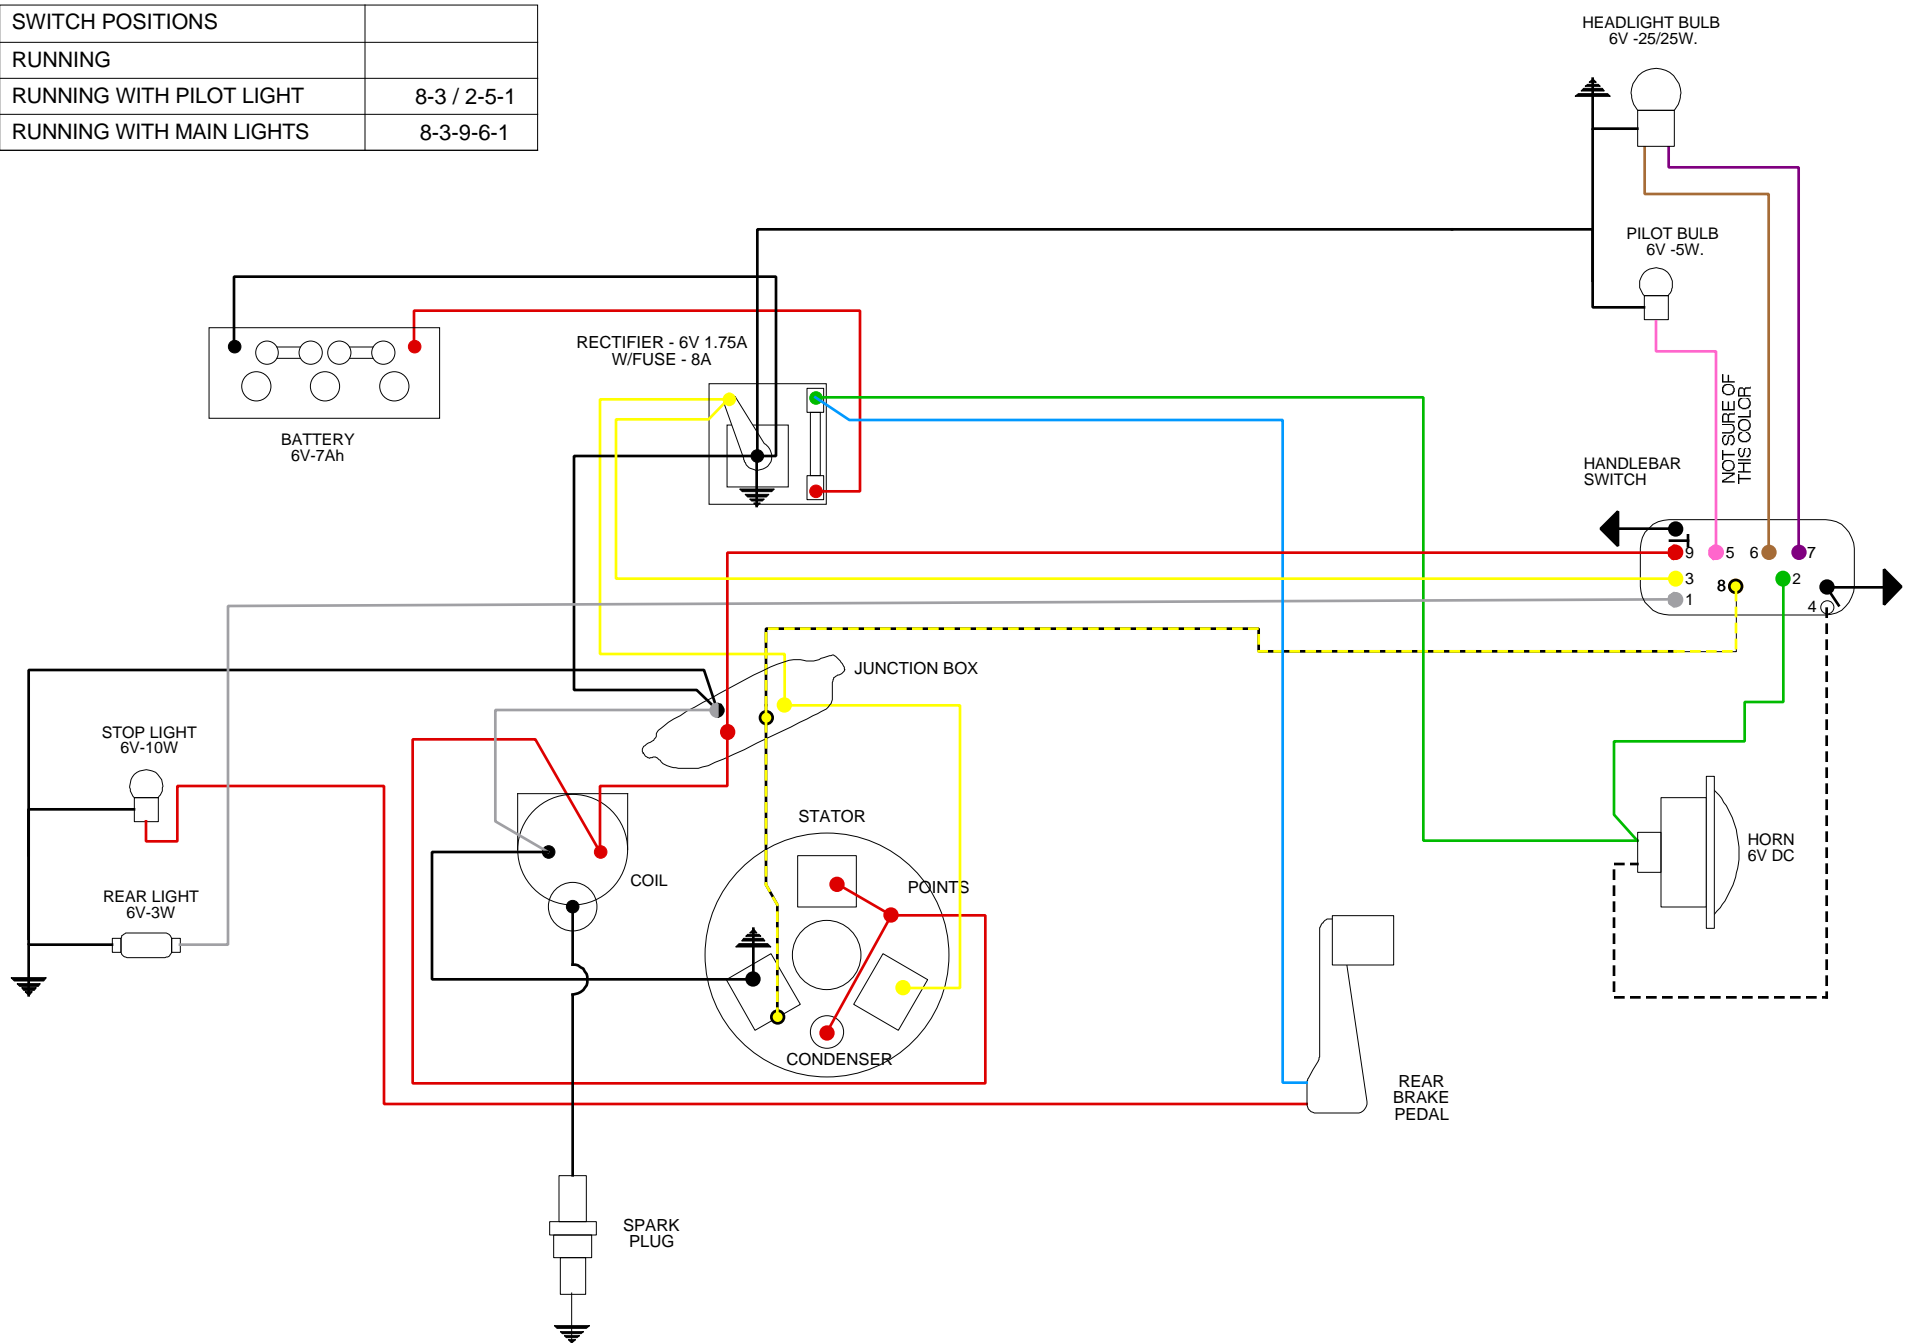 SWITCH POSITIONS
RUNNING
RUNNING WITH PILOT LIGHT 8-3 / 2-5-1
RUNNING WITH MAIN LIGHTS 8-3-9-6-1
HEADLIGHT BULB
6V -25/25W.
PILOT BULB
6V -5W.
RECTIFIER - 6V 1.75A
W/FUSE - 8A
BATTERY
6V-7Ah
NOT SURE OF
THIS COLOR
HANDLEBAR
SWITCH
9 5 6 7
3 8 2
1 4
JUNCTION BOX
STOP LIGHT
6V-10W
STATOR
HORN
6V DC
COIL
POINTS
REAR LIGHT
6V-3W
CONDENSER
REAR
BRAKE
PEDAL
SPARK
PLUG